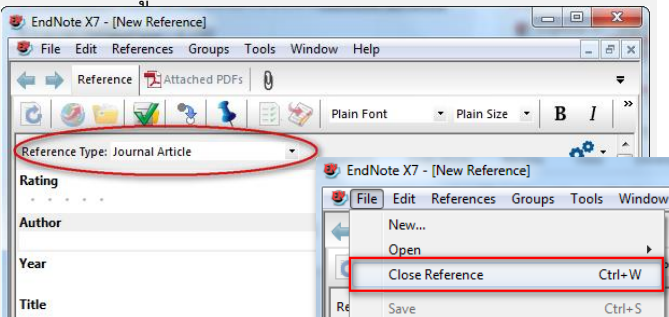 EndNote X7 - [New Reference]
File Edit References Groups Tools Window Help
Reference Attached PDFs
Plain Font Plain Size B I »
Reference Type: Journal Article
Rating
Author
Year
Title
EndNote X7 - [New Reference]
File Edit References Groups Tools Window
New...
Open
Close Reference Ctrl+W
Save Ctrl+S